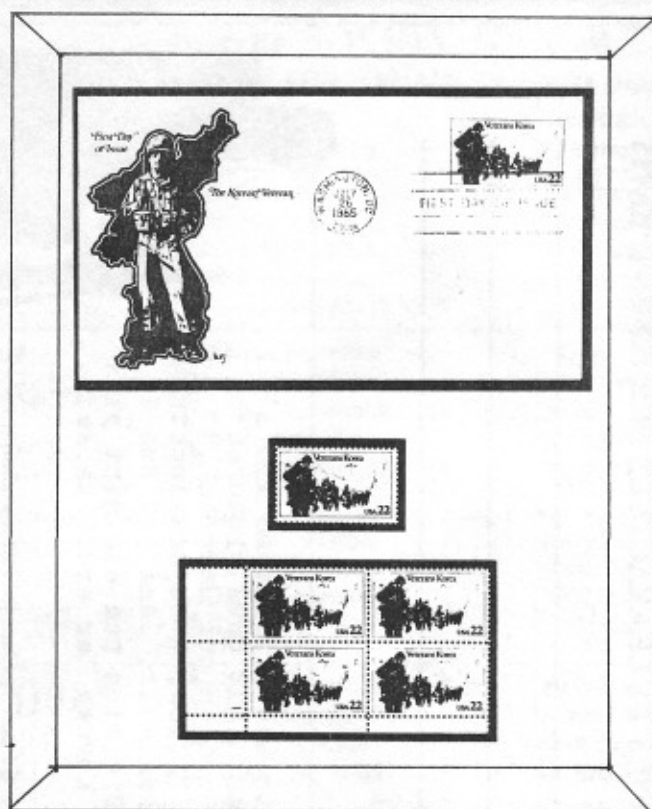 "First Day"
of Issue
The Korean Veteran
WASHINGTON, DC
JULY
26
1985
FIRST DAY OF ISSUE
Veterans Korea
USA 22
Veterans Korea
USA 22
Veterans Korea
USA 22
Veterans Korea
USA 22
Veterans Korea
USA 22
Veterans Korea
USA 22